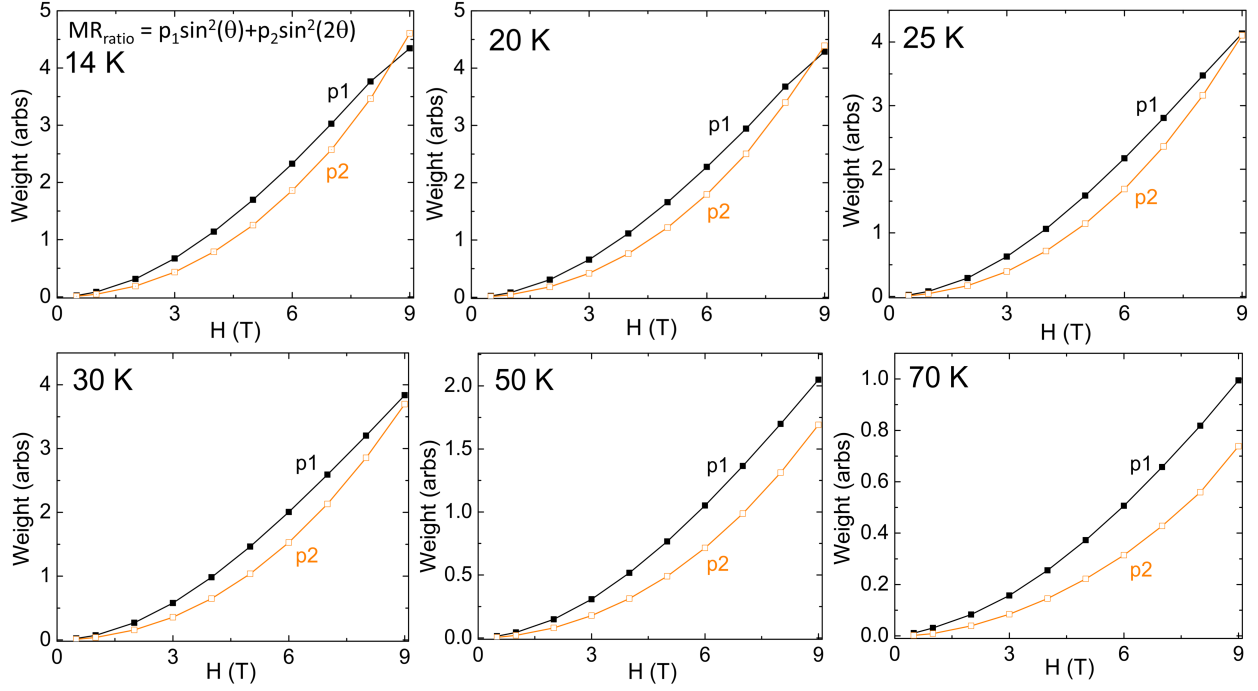 MR_ratio = p₁sin²(θ)+p₂sin²(2θ)
14 K
p1
p2
Weight (arbs)
5
4
3
2
1
0
0 3 6 9
H (T)
20 K
p1
p2
Weight (arbs)
5
4
3
2
1
0
0 3 6 9
H (T)
25 K
p1
p2
Weight (arbs)
4
3
2
1
0
0 3 6 9
H (T)
30 K
p1
p2
Weight (arbs)
4
3
2
1
0
0 3 6 9
H (T)
50 K
p1
p2
Weight (arbs)
2.0
1.5
1.0
0.5
0.0
0 3 6 9
H (T)
70 K
p1
p2
Weight (arbs)
1.0
0.8
0.6
0.4
0.2
0.0
0 3 6 9
H (T)